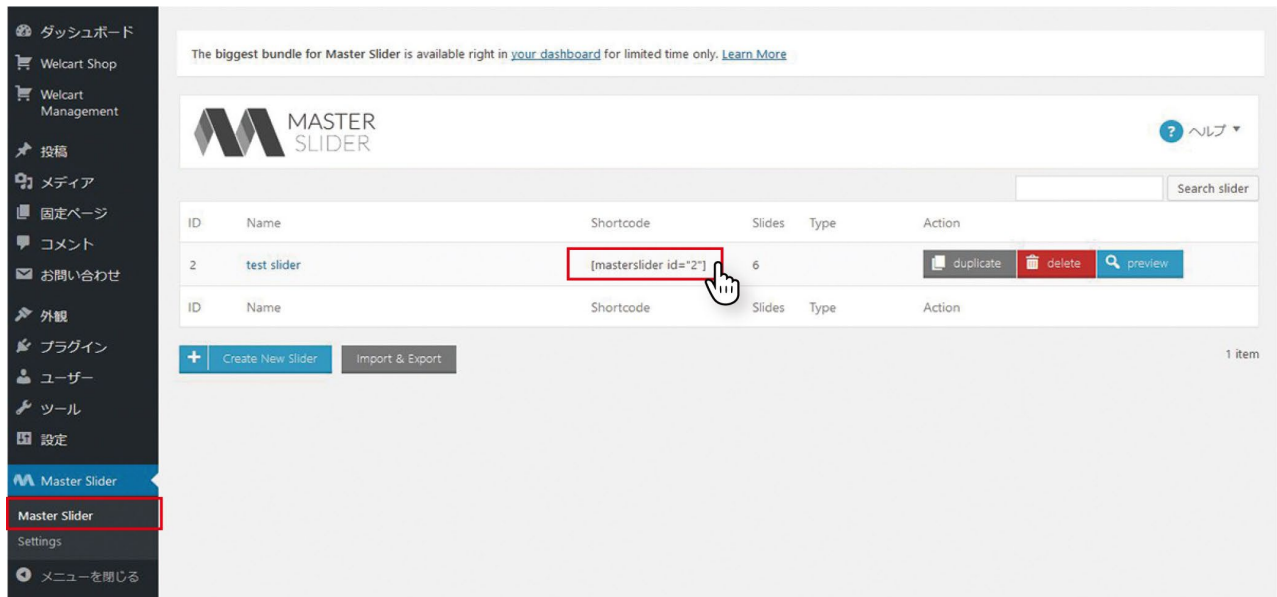 ダッシュボード
Welcart Shop
Welcart
Management
投稿
メディア
固定ページ
コメント
お問い合わせ
外観
プラグイン
ユーザー
ツール
設定
Master Slider
Master Slider
Settings
メニューを閉じる
The biggest bundle for Master Slider is available right in your dashboard for limited time only. Learn More
MASTER
SLIDER
? ヘルプ
Search slider
ID Name Shortcode Slides Type Action
2 test slider [masterslider id="2"] 6 duplicate delete preview
ID Name Shortcode Slides Type Action
+ Create New Slider Import & Export 1 item